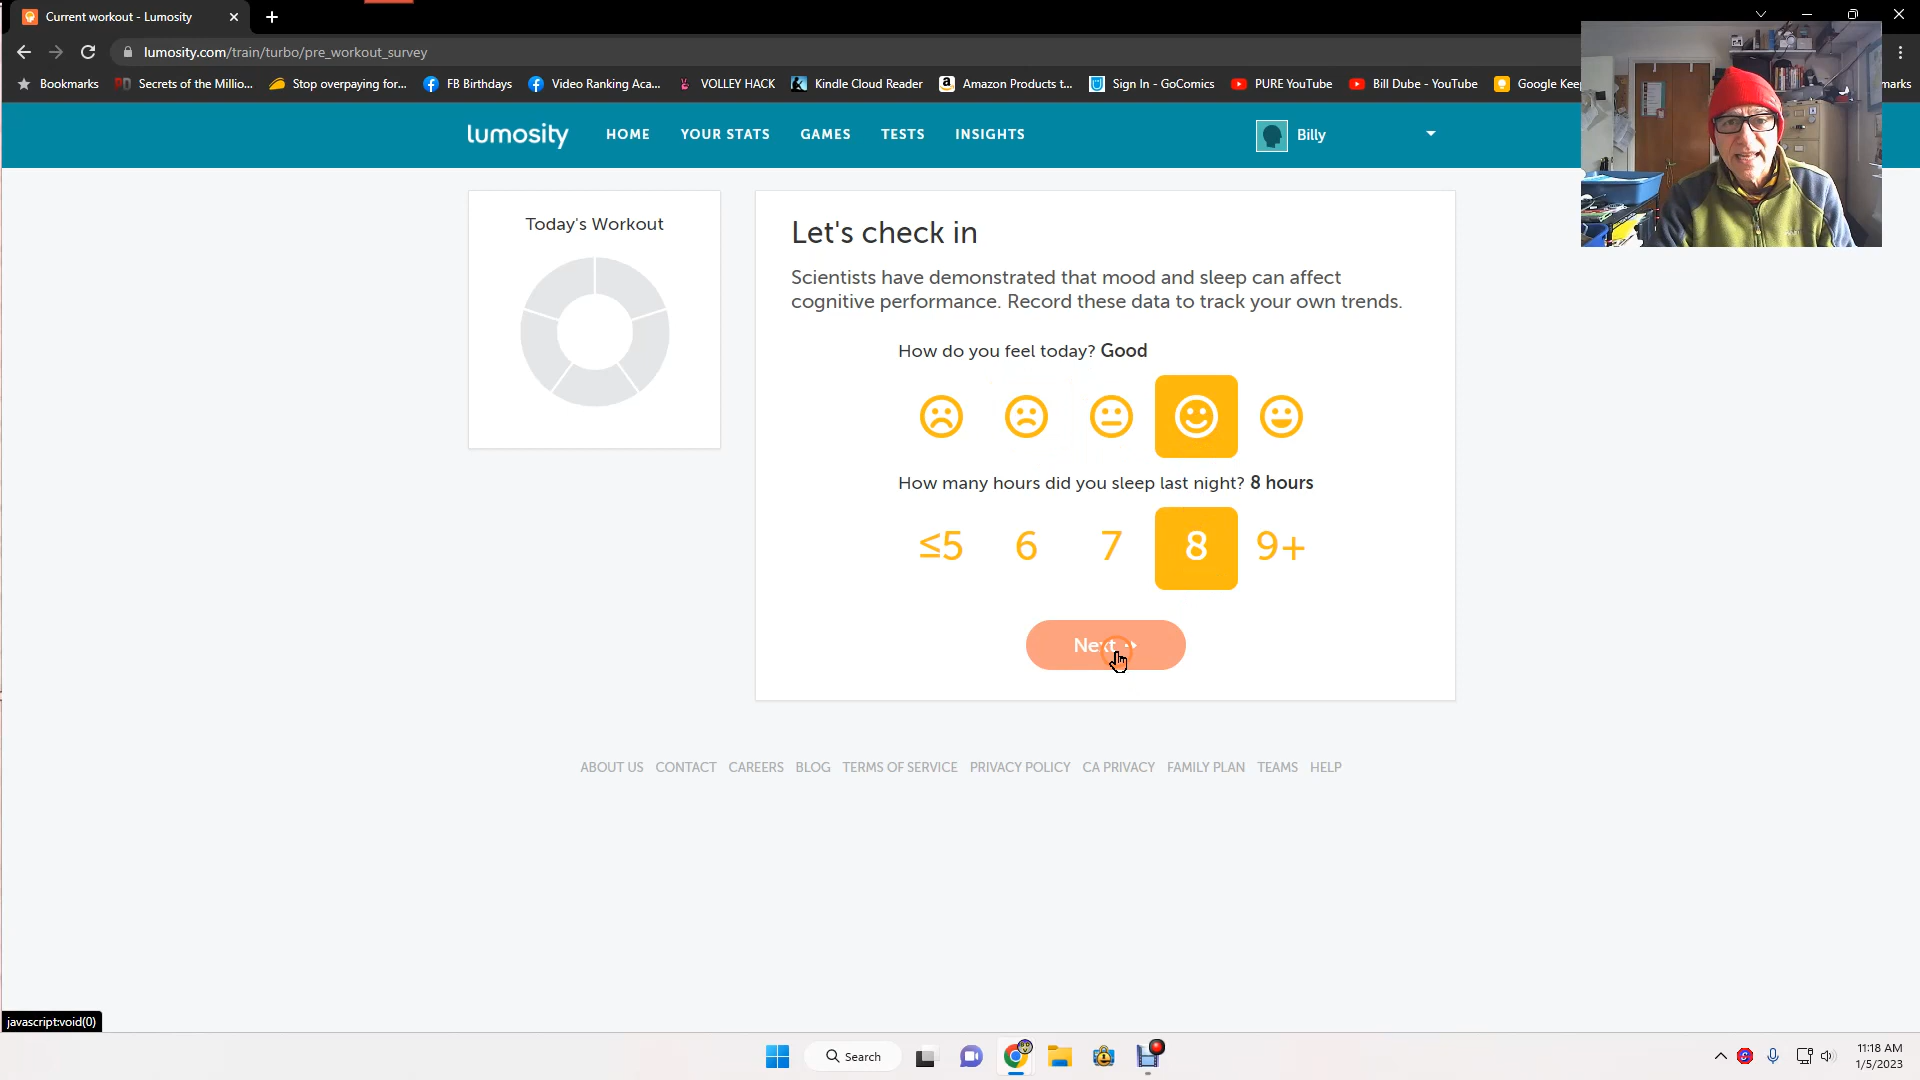 Current workout - Lumosity
lumosity.com/train/turbo/pre_workout_survey
Bookmarks
Secrets of the Millio...
Stop overpaying for...
FB Birthdays
Video Ranking Aca...
VOLLEY HACK
Kindle Cloud Reader
Amazon Products t...
Sign In - GoComics
PURE YouTube
Bill Dube - YouTube
Google Keep
marks
lumosity
HOME
YOUR STATS
GAMES
TESTS
INSIGHTS
Billy
Today's Workout
Let's check in
Scientists have demonstrated that mood and sleep can affect
cognitive performance. Record these data to track your own trends.
How do you feel today? Good
How many hours did you sleep last night? 8 hours
≤5 6 7 8 9+
Next
ABOUT US CONTACT CAREERS BLOG TERMS OF SERVICE PRIVACY POLICY CA PRIVACY FAMILY PLAN TEAMS HELP
javascript:void(0)
Search
11:18 AM
1/5/2023